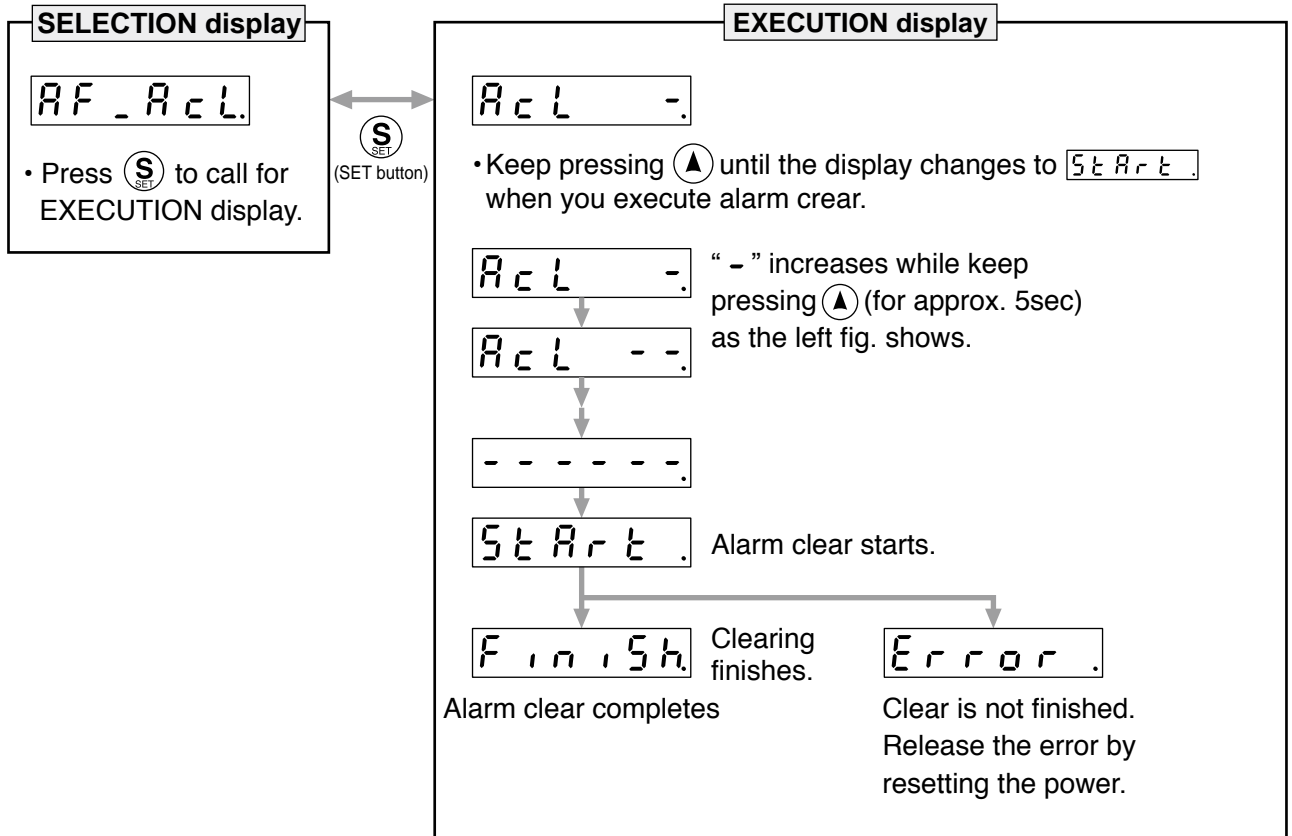 SELECTION display
AF_AcL.
• Press S SET to call for
EXECUTION display.
S
SET
(SET button)
EXECUTION display
AcL -.
• Keep pressing until the display changes to StArt .
when you execute alarm crear.
AcL -.
“ – ” increases while keep
pressing (for approx. 5sec)
as the left fig. shows.
AcL --.
------.
StArt .
Alarm clear starts.
FiniSh.
Clearing
finishes.
Alarm clear completes
Error .
Clear is not finished.
Release the error by
resetting the power.